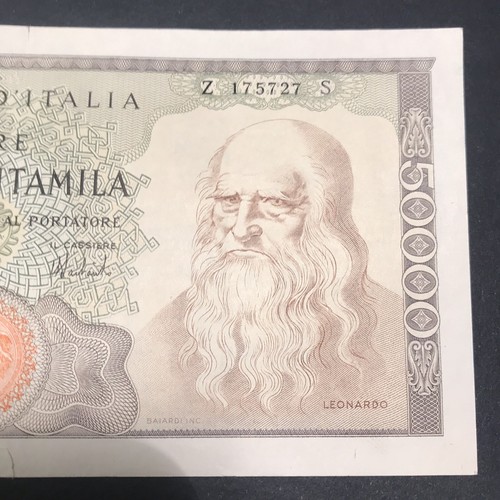 D'ITALIA
Z 175727 S
RE
TAMILA
AL PORTATORE
IL CASSIERE
50000
LEONARDO
BAIARDI INC.